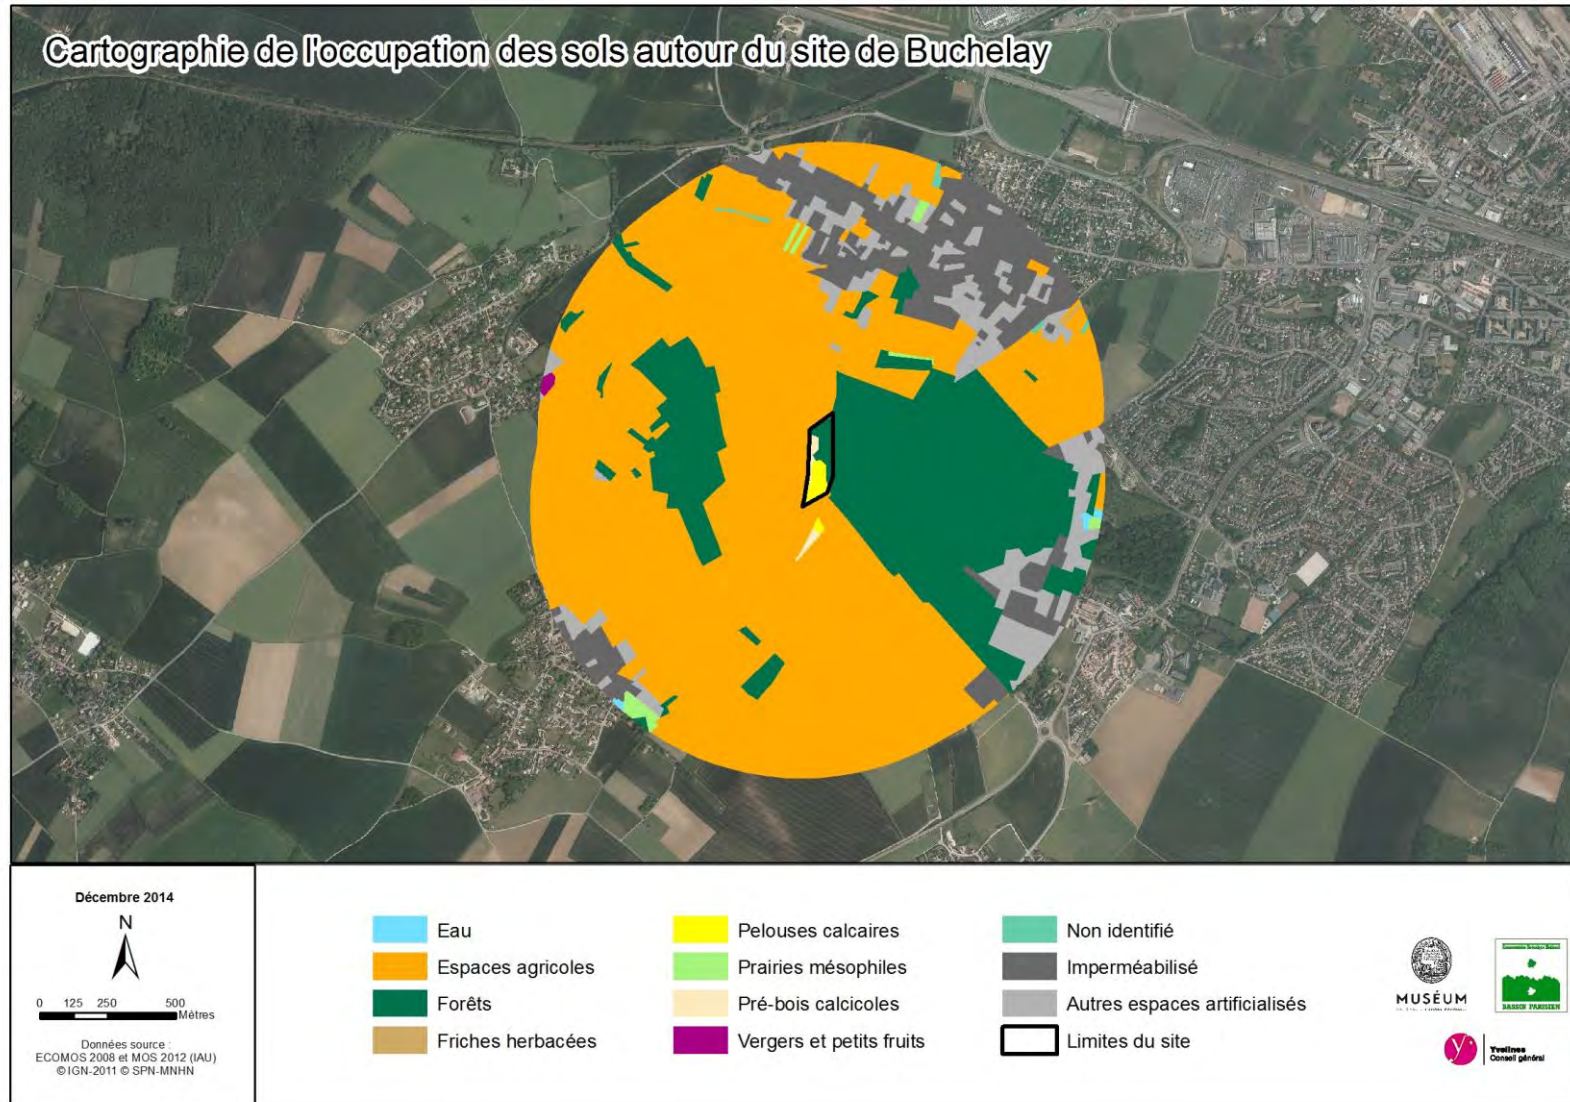 Cartographie de l'occupation des sols autour du site de Buchelay
Décembre 2014
N
0 125 250 500
Mètres
Données source :
ECOMOS 2008 et MOS 2012 (IAU)
© IGN-2011 © SPN-MNHN
Eau
Espaces agricoles
Forêts
Friches herbacées
Pelouses calcaires
Prairies mésophiles
Pré-bois calcicoles
Vergers et petits fruits
Non identifié
Imperméabilisé
Autres espaces artificialisés
Limites du site
MUSÉUM
BASSIN PARISIEN
Yvelines
Conseil général